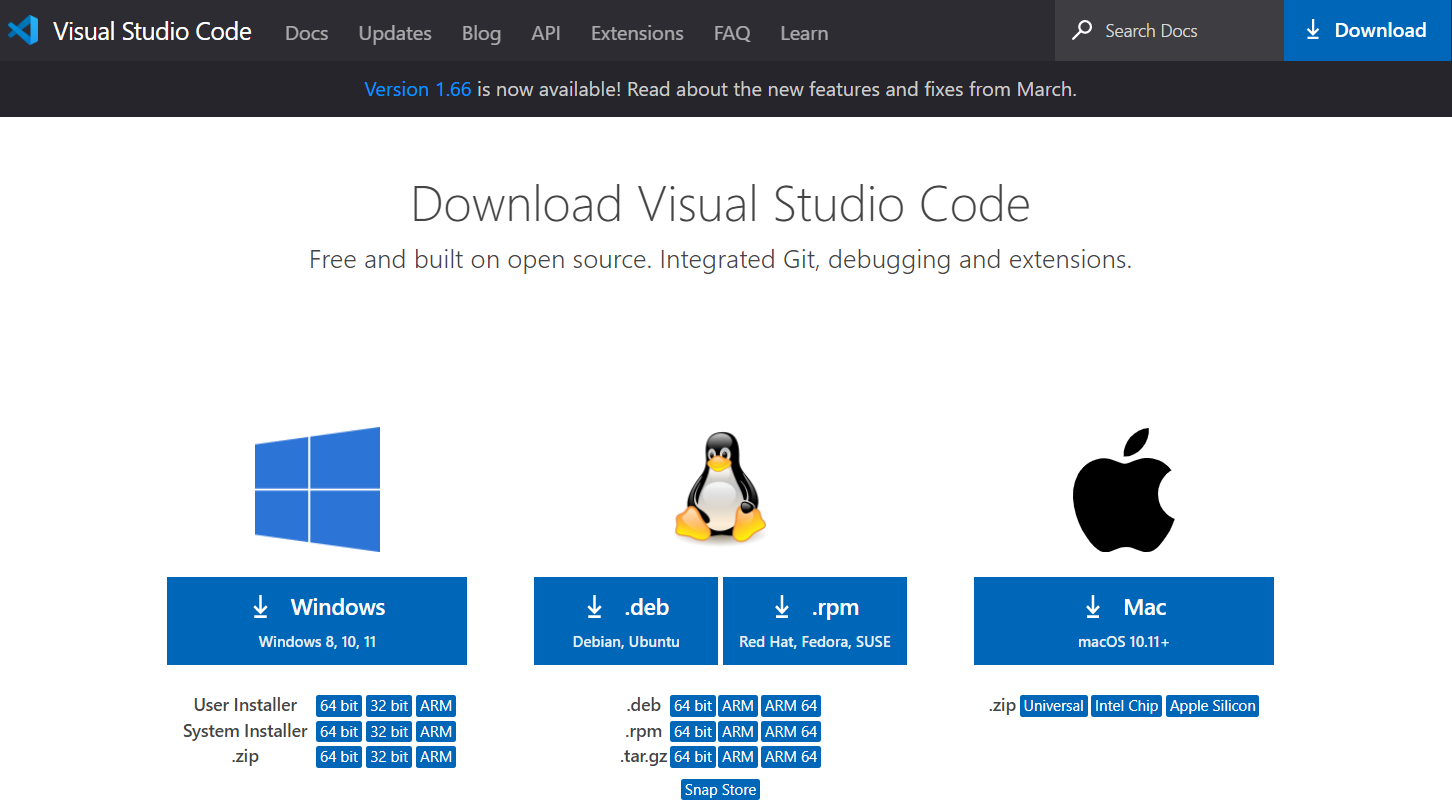 Visual Studio Code Docs Updates Blog API Extensions FAQ Learn Search Docs Download
Version 1.66 is now available! Read about the new features and fixes from March.
Download Visual Studio Code
Free and built on open source. Integrated Git, debugging and extensions.
Windows
Windows 8, 10, 11
User Installer 64 bit 32 bit ARM
System Installer 64 bit 32 bit ARM
.zip 64 bit 32 bit ARM
.deb
Debian, Ubuntu
.rpm
Red Hat, Fedora, SUSE
.deb 64 bit ARM ARM 64
.rpm 64 bit ARM ARM 64
.tar.gz 64 bit ARM ARM 64
Snap Store
Mac
macOS 10.11+
.zip Universal Intel Chip Apple Silicon